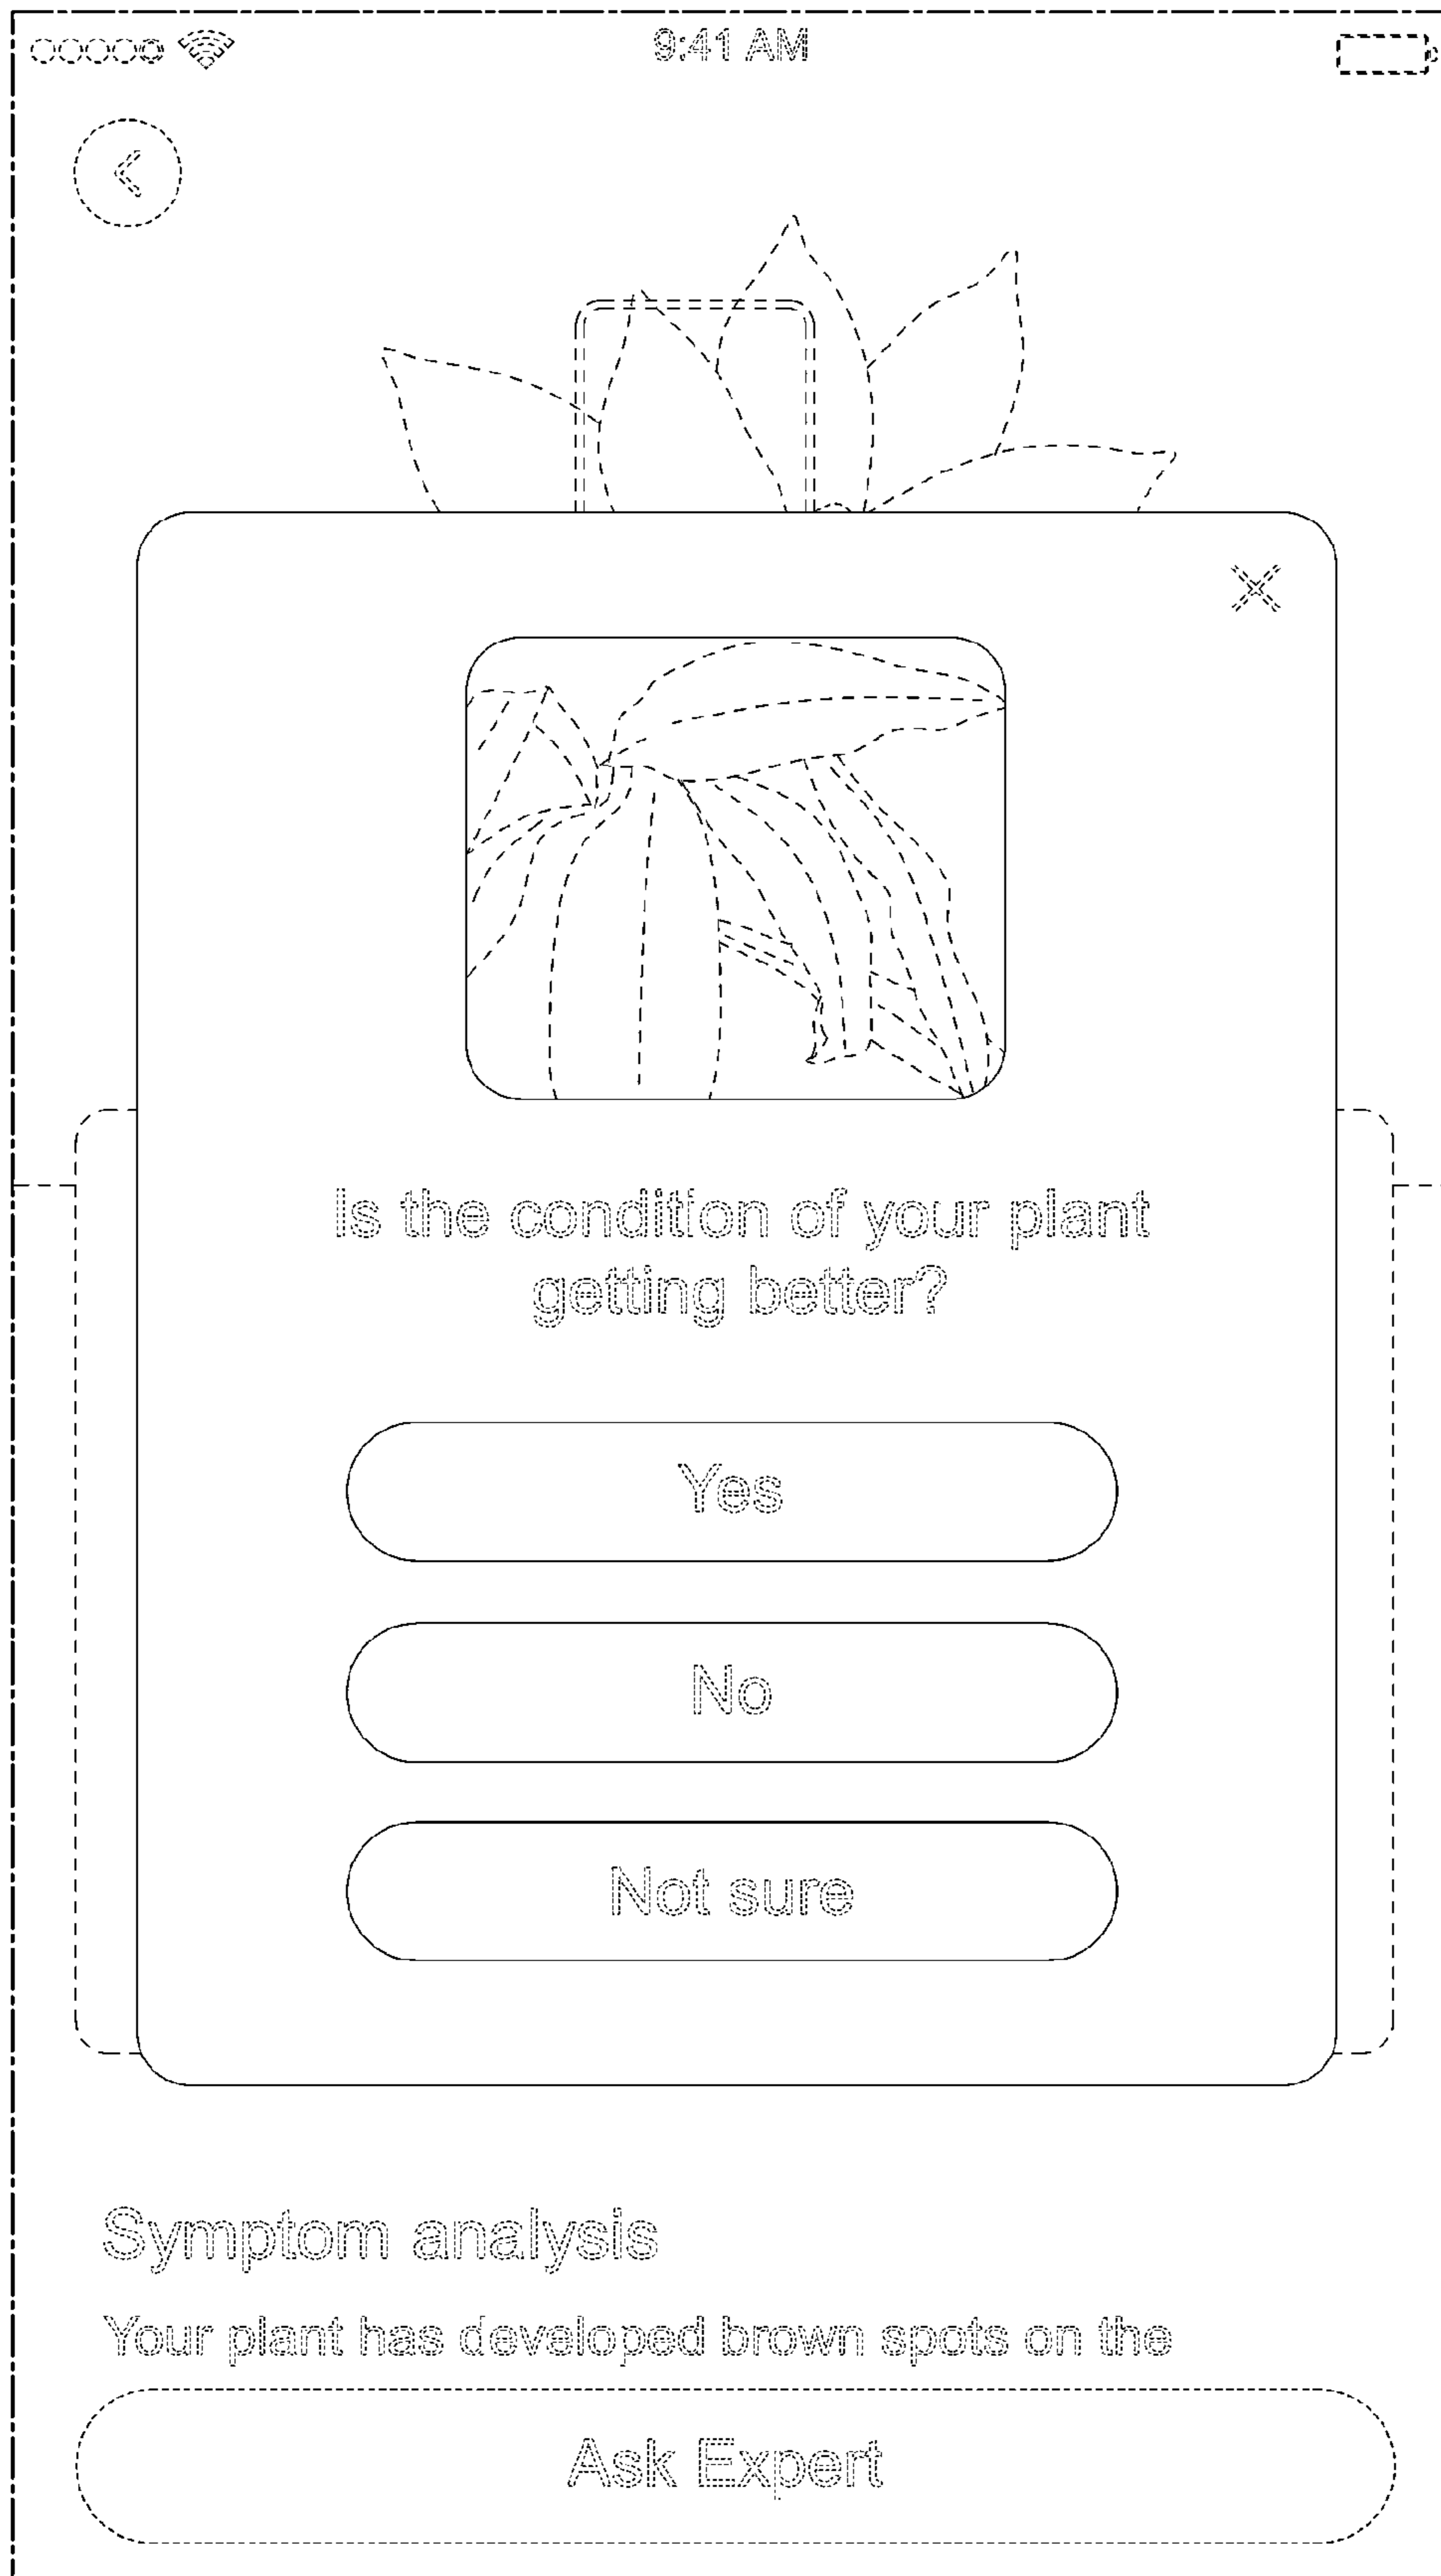 9:41 AM
Is the condition of your plant
getting better?
Yes
No
Not sure
Symptom analysis
Your plant has developed brown spots on the
Ask Expert